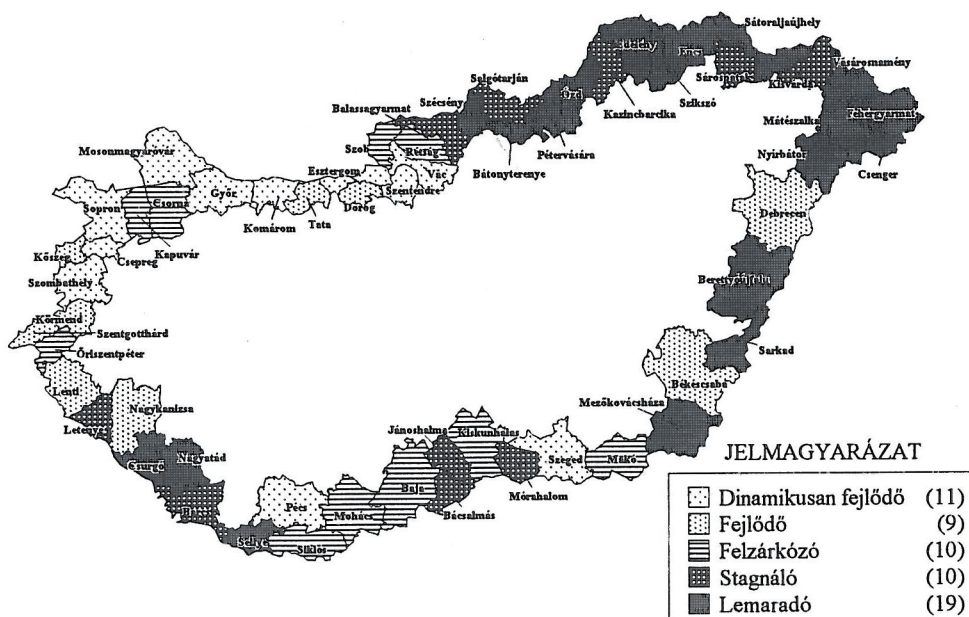 Sátoraljaújhely
Edelény
Encs
Vásárosnamény
Salgótarján
Sárospatak
Kisvárda
Szécsény
Ózd
Balassagyarmat
Szikszó
Kazincbarcika
Fehérgyarmat
Mátészalka
Mosonmagyaróvár
Szob
Rétság
Pétervására
Nyírbátor
Esztergom
Vác
Bátonyterenye
Csenger
Győr
Szentendre
Sopron
Csorna
Dorog
Debrecen
Komárom
Tata
Kapuvár
Kőszeg
Csepreg
Szombathely
Berettyóújfalu
Körmend
Szentgotthárd
Őriszentpéter
Sarkad
Lenti
Békéscsaba
Nagykanizsa
Mezőkovácsháza
Letenye
Jánoshalma
Kiskunhalas
Csurgó
Nagyatád
Szeged
Makó
Baja
Mórahalom
Pécs
Mohács
Bácsalmás
Sellye
Siklós
JELMAGYARÁZAT
Dinamikusan fejlődő (11)
Fejlődő (9)
Felzárkózó (10)
Stagnáló (10)
Lemaradó (19)